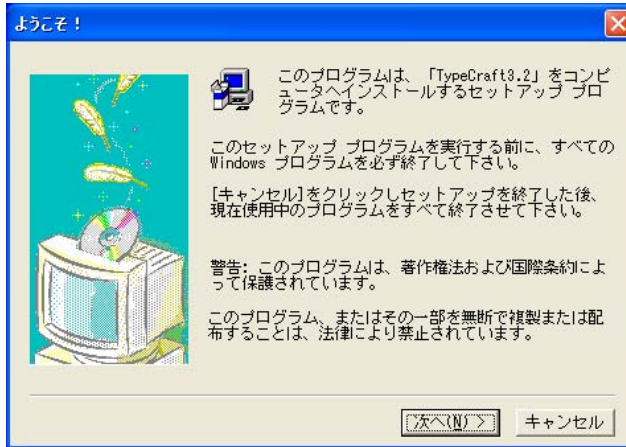 ようこそ！
このプログラムは、「TypeCraft3.2」をコンピ
ュータへインストールするセットアップ プロ
グラムです。
このセットアップ プログラムを実行する前に、すべての
Windows プログラムを必ず終了して下さい。
[キャンセル]をクリックしセットアップを終了した後、
現在使用中のプログラムをすべて終了させて下さい。
警告: このプログラムは、著作権法および国際条約によ
って保護されています。
このプログラム、またはその一部を無断で複製または配
布することは、法律により禁止されています。
次へ(N) >
キャンセル